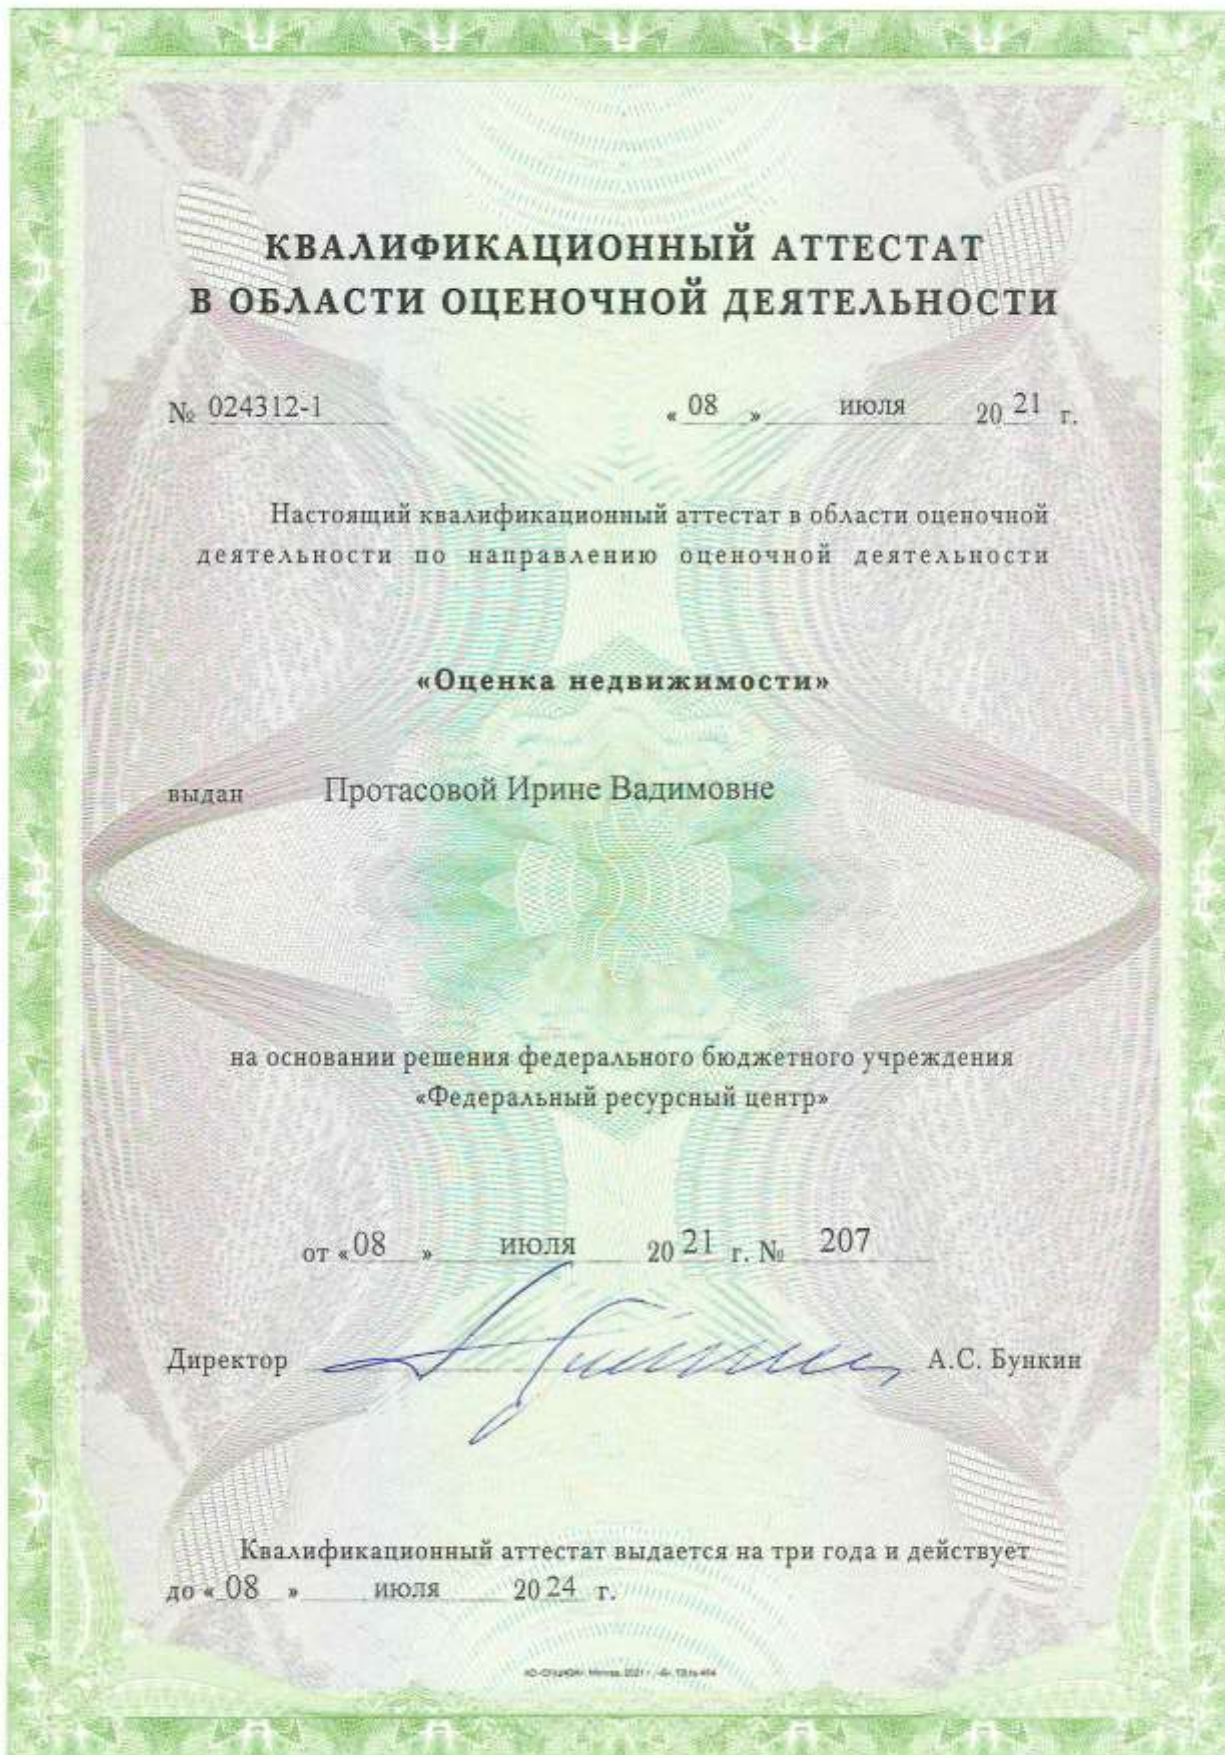 КВАЛИФИКАЦИОННЫЙ АТТЕСТАТ
В ОБЛАСТИ ОЦЕНОЧНОЙ ДЕЯТЕЛЬНОСТИ
№ 024312-1 « 08 » июля 20 21 г.
Настоящий квалификационный аттестат в области оценочной
деятельности по направлению оценочной деятельности
«Оценка недвижимости»
выдан Протасовой Ирине Вадимовне
на основании решения федерального бюджетного учреждения
«Федеральный ресурсный центр»
от « 08 » июля 20 21 г. № 207
Директор А.С. Бункин
Квалификационный аттестат выдается на три года и действует
до « 08 » июля 20 24 г.